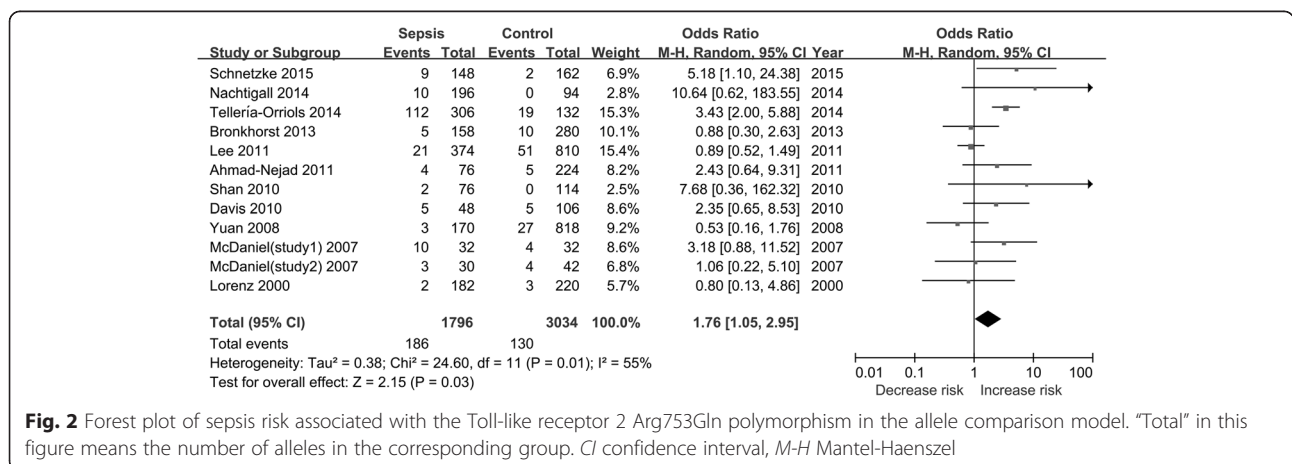 Sepsis Control Odds Ratio Odds Ratio
Study or Subgroup Events Total Events Total Weight M-H, Random, 95% CI Year M-H, Random, 95% CI
Schnetzke 2015 9 148 2 162 6.9% 5.18 [1.10, 24.38] 2015
Nachtigall 2014 10 196 0 94 2.8% 10.64 [0.62, 183.55] 2014
Tellería-Orriols 2014 112 306 19 132 15.3% 3.43 [2.00, 5.88] 2014
Bronkhorst 2013 5 158 10 280 10.1% 0.88 [0.30, 2.63] 2013
Lee 2011 21 374 51 810 15.4% 0.89 [0.52, 1.49] 2011
Ahmad-Nejad 2011 4 76 5 224 8.2% 2.43 [0.64, 9.31] 2011
Shan 2010 2 76 0 114 2.5% 7.68 [0.36, 162.32] 2010
Davis 2010 5 48 5 106 8.6% 2.35 [0.65, 8.53] 2010
Yuan 2008 3 170 27 818 9.2% 0.53 [0.16, 1.76] 2008
McDaniel(study1) 2007 10 32 4 32 8.6% 3.18 [0.88, 11.52] 2007
McDaniel(study2) 2007 3 30 4 42 6.8% 1.06 [0.22, 5.10] 2007
Lorenz 2000 2 182 3 220 5.7% 0.80 [0.13, 4.86] 2000
Total (95% CI) 1796 3034 100.0% 1.76 [1.05, 2.95]
Total events 186 130
Heterogeneity: Tau² = 0.38; Chi² = 24.60, df = 11 (P = 0.01); I² = 55%
Test for overall effect: Z = 2.15 (P = 0.03)
0.01 0.1 1 10 100
Decrease risk Increase risk
Fig. 2 Forest plot of sepsis risk associated with the Toll-like receptor 2 Arg753Gln polymorphism in the allele comparison model. “Total” in this
figure means the number of alleles in the corresponding group. CI confidence interval, M-H Mantel-Haenszel